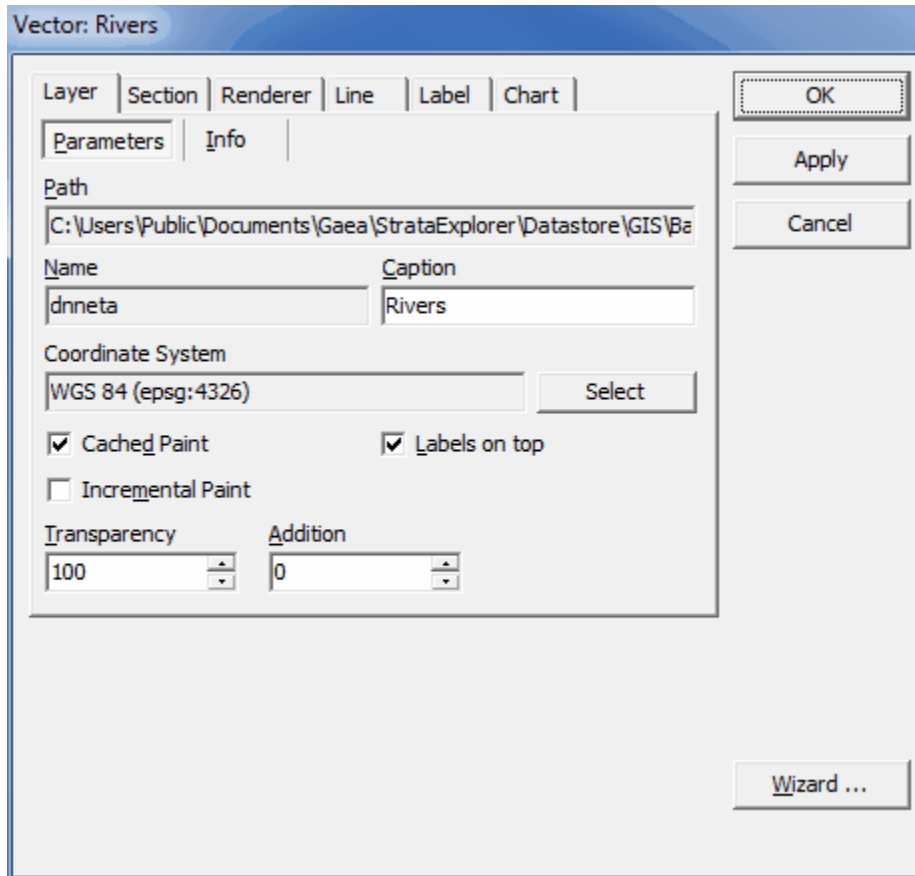 Vector: Rivers
Layer Section Renderer Line Label Chart
Parameters Info
Path
C:\Users\Public\Documents\Gaea\StrataExplorer\Datastore\GIS\Ba
Name Caption
dnneta Rivers
Coordinate System
WGS 84 (epsg:4326) Select
Cached Paint Labels on top
Incremental Paint
Transparency Addition
100 0
OK
Apply
Cancel
Wizard ...